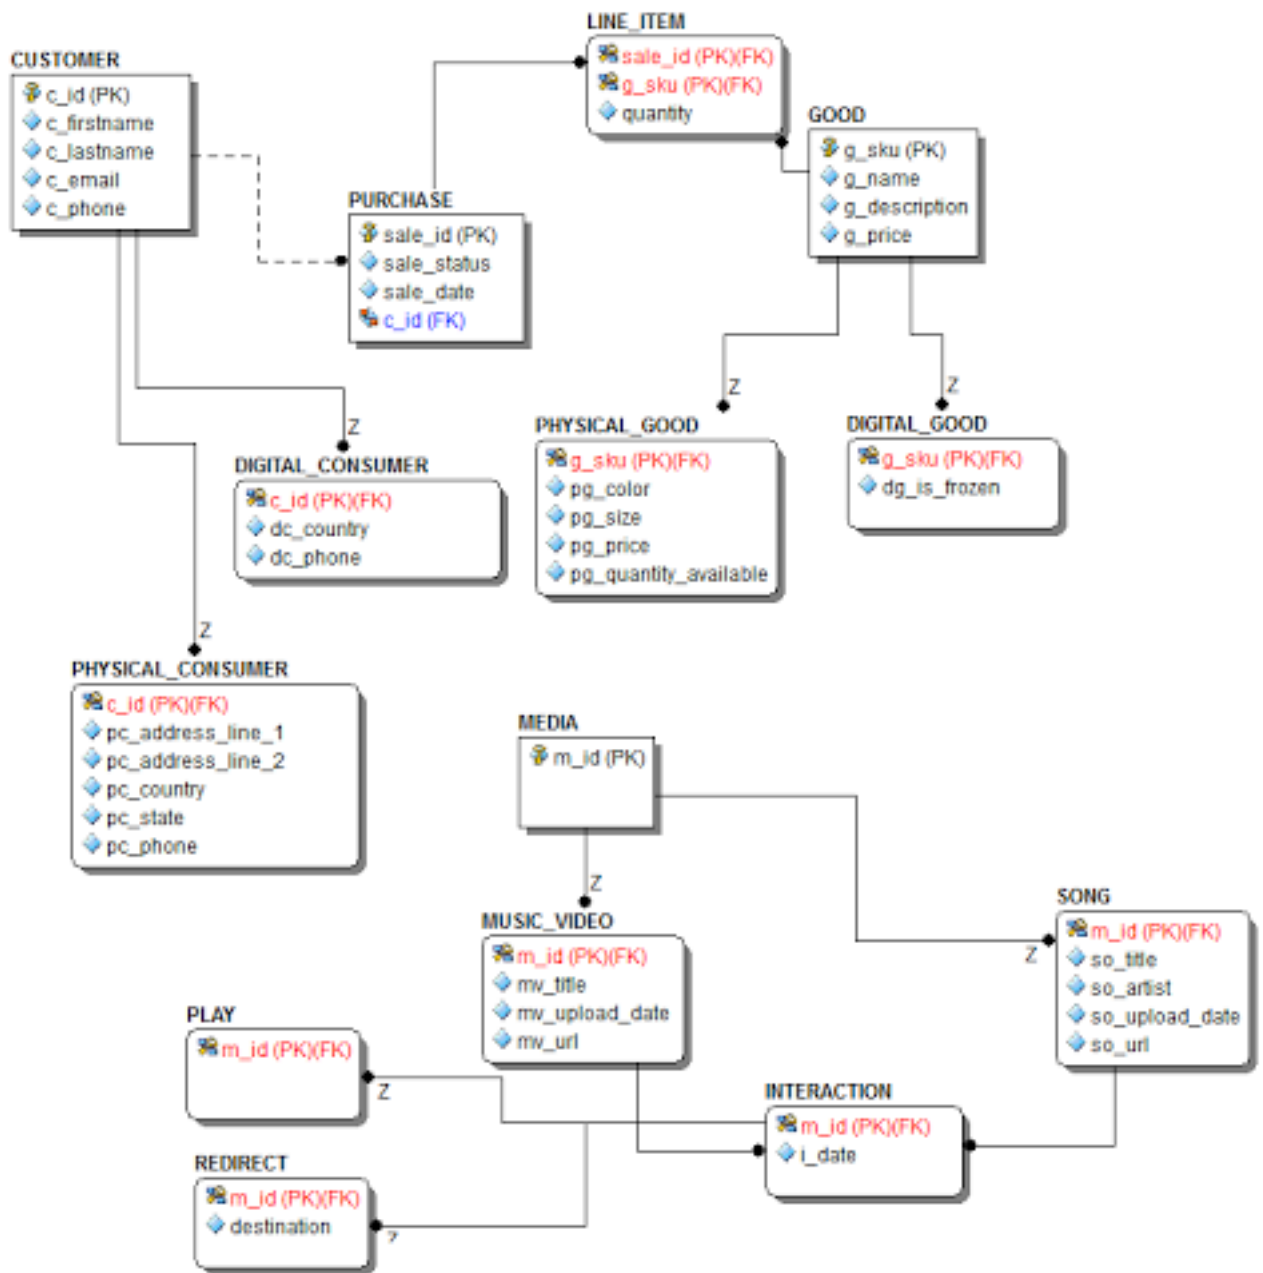 LINE_ITEM
sale_id (PK)(FK)
g_sku (PK)(FK)
quantity
CUSTOMER
c_id (PK)
c_firstname
c_lastname
c_email
c_phone
GOOD
g_sku (PK)
g_name
g_description
g_price
PURCHASE
sale_id (PK)
sale_status
sale_date
c_id (FK)
Z
Z
Z
PHYSICAL_GOOD
g_sku (PK)(FK)
pg_color
pg_size
pg_price
pg_quantity_available
DIGITAL_GOOD
g_sku (PK)(FK)
dg_is_frozen
DIGITAL_CONSUMER
c_id (PK)(FK)
dc_country
dc_phone
Z
PHYSICAL_CONSUMER
c_id (PK)(FK)
pc_address_line_1
pc_address_line_2
pc_country
pc_state
pc_phone
MEDIA
m_id (PK)
Z
MUSIC_VIDEO
m_id (PK)(FK)
mv_title
mv_upload_date
mv_url
Z
SONG
m_id (PK)(FK)
so_title
so_artist
so_upload_date
so_url
PLAY
m_id (PK)(FK)
Z
INTERACTION
m_id (PK)(FK)
i_date
REDIRECT
m_id (PK)(FK)
destination
Z